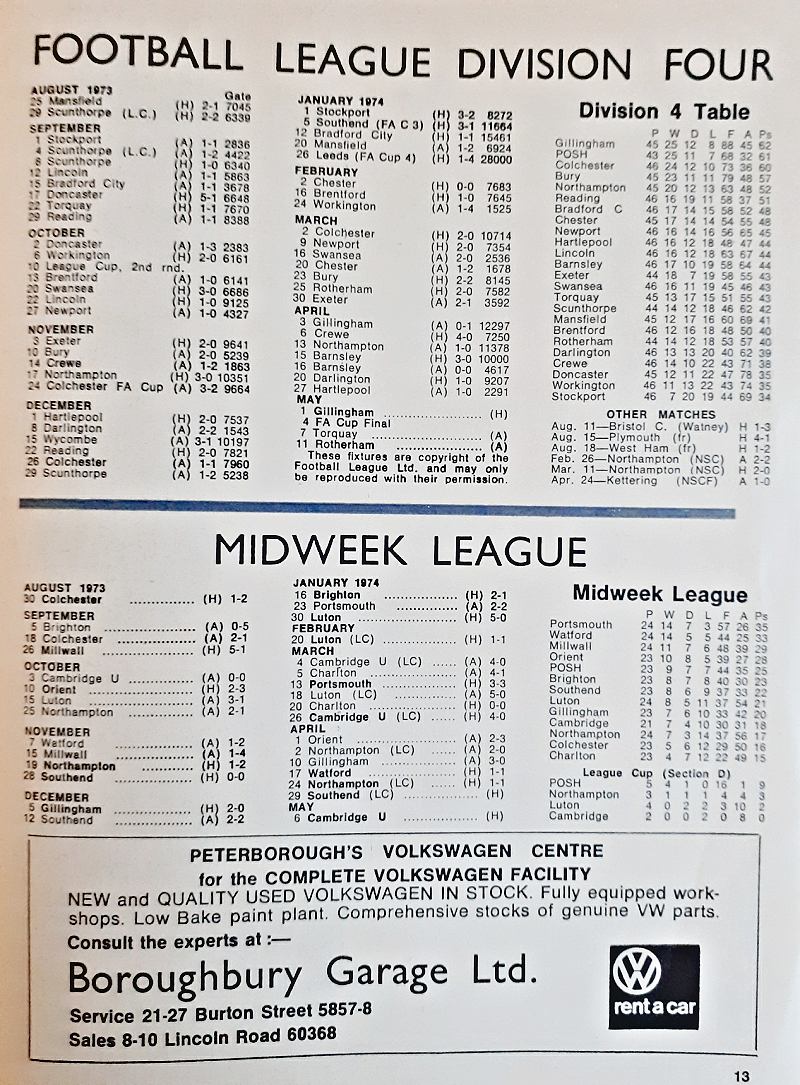 FOOTBALL LEAGUE DIVISION FOUR
AUGUST 1973 Gate
25 Mansfield (H) 2-1 7045
29 Scunthorpe (L.C.) (H) 2-2 6339
SEPTEMBER
1 Stockport (A) 1-1 2836
4 Scunthorpe (L.C.) (A) 1-2 4422
8 Scunthorpe (H) 1-0 6340
12 Lincoln (A) 1-1 5863
15 Bradford City (A) 1-1 3678
17 Doncaster (H) 5-1 6648
22 Torquay (H) 1-1 7670
29 Reading (A) 1-1 8388
OCTOBER
2 Doncaster (A) 1-3 2383
6 Workington (H) 2-0 6161
10 League Cup, 2nd rnd.
13 Brentford (A) 1-0 6141
20 Swansea (H) 3-0 6686
22 Lincoln (H) 1-0 9125
27 Newport (A) 1-0 4327
NOVEMBER
3 Exeter (H) 2-0 9641
10 Bury (A) 2-0 5239
14 Crewe (A) 1-2 1863
17 Northampton (H) 3-0 10351
24 Colchester FA Cup (A) 3-2 9664
DECEMBER
1 Hartlepool (H) 2-0 7537
8 Darlington (A) 2-2 1543
15 Wycombe (A) 3-1 10197
22 Reading (H) 2-0 7821
26 Colchester (A) 1-1 7960
29 Scunthorpe (A) 1-2 5238
JANUARY 1974
1 Stockport (H) 3-2 8272
5 Southend (FA C 3) (H) 3-1 11664
12 Bradford City (H) 1-1 15461
20 Mansfield (A) 1-2 6924
26 Leeds (FA Cup 4) (H) 1-4 28000
FEBRUARY
2 Chester (H) 0-0 7683
16 Brentford (H) 1-0 7645
24 Workington (A) 1-4 1525
MARCH
2 Colchester (H) 2-0 10714
9 Newport (H) 2-0 7354
16 Swansea (A) 2-0 2536
20 Chester (A) 1-2 1678
23 Bury (H) 2-2 8145
25 Rotherham (H) 2-0 7582
30 Exeter (A) 2-1 3592
APRIL
3 Gillingham (A) 0-1 12297
6 Crewe (H) 4-0 7250
13 Northampton (A) 1-0 11378
15 Barnsley (H) 3-0 10000
16 Barnsley (A) 0-0 4617
20 Darlington (H) 1-0 9207
27 Hartlepool (H) 1-0 2291
MAY
1 Gillingham ........................ (H)
4 FA Cup Final
7 Torquay ........................ (A)
11 Rotherham ........................ (A)
These fixtures are copyright of the
Football League Ltd. and may only
be reproduced with their permission.
Division 4 Table
P W D L F A Ps
Gillingham 45 25 12 8 88 45 62
POSH 43 25 11 7 68 32 61
Colchester 46 24 12 10 73 36 60
Bury 45 23 11 11 79 48 57
Northampton 45 20 12 13 63 48 52
Reading 46 16 19 11 58 37 51
Bradford C 46 17 14 15 58 52 48
Chester 45 17 14 14 54 55 48
Newport 46 16 14 16 56 65 45
Hartlepool 46 16 12 18 48 47 44
Lincoln 46 16 12 18 63 67 44
Barnsley 46 17 10 19 58 64 44
Exeter 44 18 7 19 58 55 43
Swansea 46 16 11 19 45 46 43
Torquay 45 13 17 15 51 55 43
Scunthorpe 44 14 12 18 46 62 42
Mansfield 45 12 17 16 60 69 41
Brentford 46 12 16 18 48 50 40
Rotherham 44 14 12 18 53 57 40
Darlington 46 13 13 20 40 62 39
Crewe 46 14 10 22 43 71 38
Doncaster 45 12 11 22 47 78 35
Workington 46 11 13 22 43 74 35
Stockport 46 7 20 19 44 69 34
OTHER MATCHES
Aug. 11—Bristol C. (Watney) H 1-3
Aug. 15—Plymouth (fr) H 4-1
Aug. 18—West Ham (fr) H 1-2
Feb. 26—Northampton (NSC) A 2-2
Mar. 11—Northampton (NSC) H 2-0
Apr. 24—Kettering (NSCF) A 1-0
MIDWEEK LEAGUE
AUGUST 1973
30 Colchester ............... (H) 1-2
SEPTEMBER
5 Brighton ............... (A) 0-5
18 Colchester ............... (A) 2-1
26 Millwall ............... (H) 5-1
OCTOBER
3 Cambridge U ............... (A) 0-0
10 Orient ............... (H) 2-3
15 Luton ............... (A) 3-1
25 Northampton ............... (A) 2-1
NOVEMBER
7 Watford ............... (A) 1-2
15 Millwall ............... (A) 1-4
19 Northampton ............... (H) 1-2
28 Southend ............... (H) 0-0
DECEMBER
5 Gillingham ............... (H) 2-0
12 Southend ............... (A) 2-2
JANUARY 1974
16 Brighton ............... (H) 2-1
23 Portsmouth ............... (A) 2-2
30 Luton ............... (H) 5-0
FEBRUARY
20 Luton (LC) ............... (H) 1-1
MARCH
4 Cambridge U (LC) ...... (A) 4-0
5 Charlton ............... (A) 4-1
13 Portsmouth ............... (H) 3-3
18 Luton (LC) ............... (A) 5-0
20 Charlton ............... (H) 0-0
26 Cambridge U (LC) ...... (H) 4-0
APRIL
1 Orient ............... (A) 2-3
2 Northampton (LC) ...... (A) 2-0
10 Gillingham ............... (A) 3-0
17 Watford ............... (H) 1-1
24 Northampton (LC) ...... (H) 1-1
29 Southend (LC) ............ (H)
MAY
6 Cambridge U ............ (H)
Midweek League
P W D L F A Ps
Portsmouth 24 14 7 3 57 26 35
Watford 24 14 5 5 44 25 33
Millwall 24 11 7 6 48 39 29
Orient 23 10 8 5 39 27 28
POSH 23 9 7 7 44 35 25
Brighton 23 8 7 8 40 30 23
Southend 23 8 6 9 37 33 22
Luton 24 8 5 11 37 54 21
Gillingham 23 7 6 10 33 42 20
Cambridge 21 7 4 10 30 31 18
Northampton 24 7 3 14 37 56 17
Colchester 23 5 6 12 29 50 16
Charlton 23 4 7 12 22 49 15
League Cup (Section D)
POSH 5 4 1 0 16 1 9
Northampton 3 1 1 1 4 4 3
Luton 4 0 2 2 3 10 2
Cambridge 2 0 0 2 0 8 0
PETERBOROUGH'S VOLKSWAGEN CENTRE
for the COMPLETE VOLKSWAGEN FACILITY
NEW and QUALITY USED VOLKSWAGEN IN STOCK. Fully equipped work-
shops. Low Bake paint plant. Comprehensive stocks of genuine VW parts.
Consult the experts at :—
Boroughbury Garage Ltd.
Service 21-27 Burton Street 5857-8
Sales 8-10 Lincoln Road 60368
VW
rent a car
13